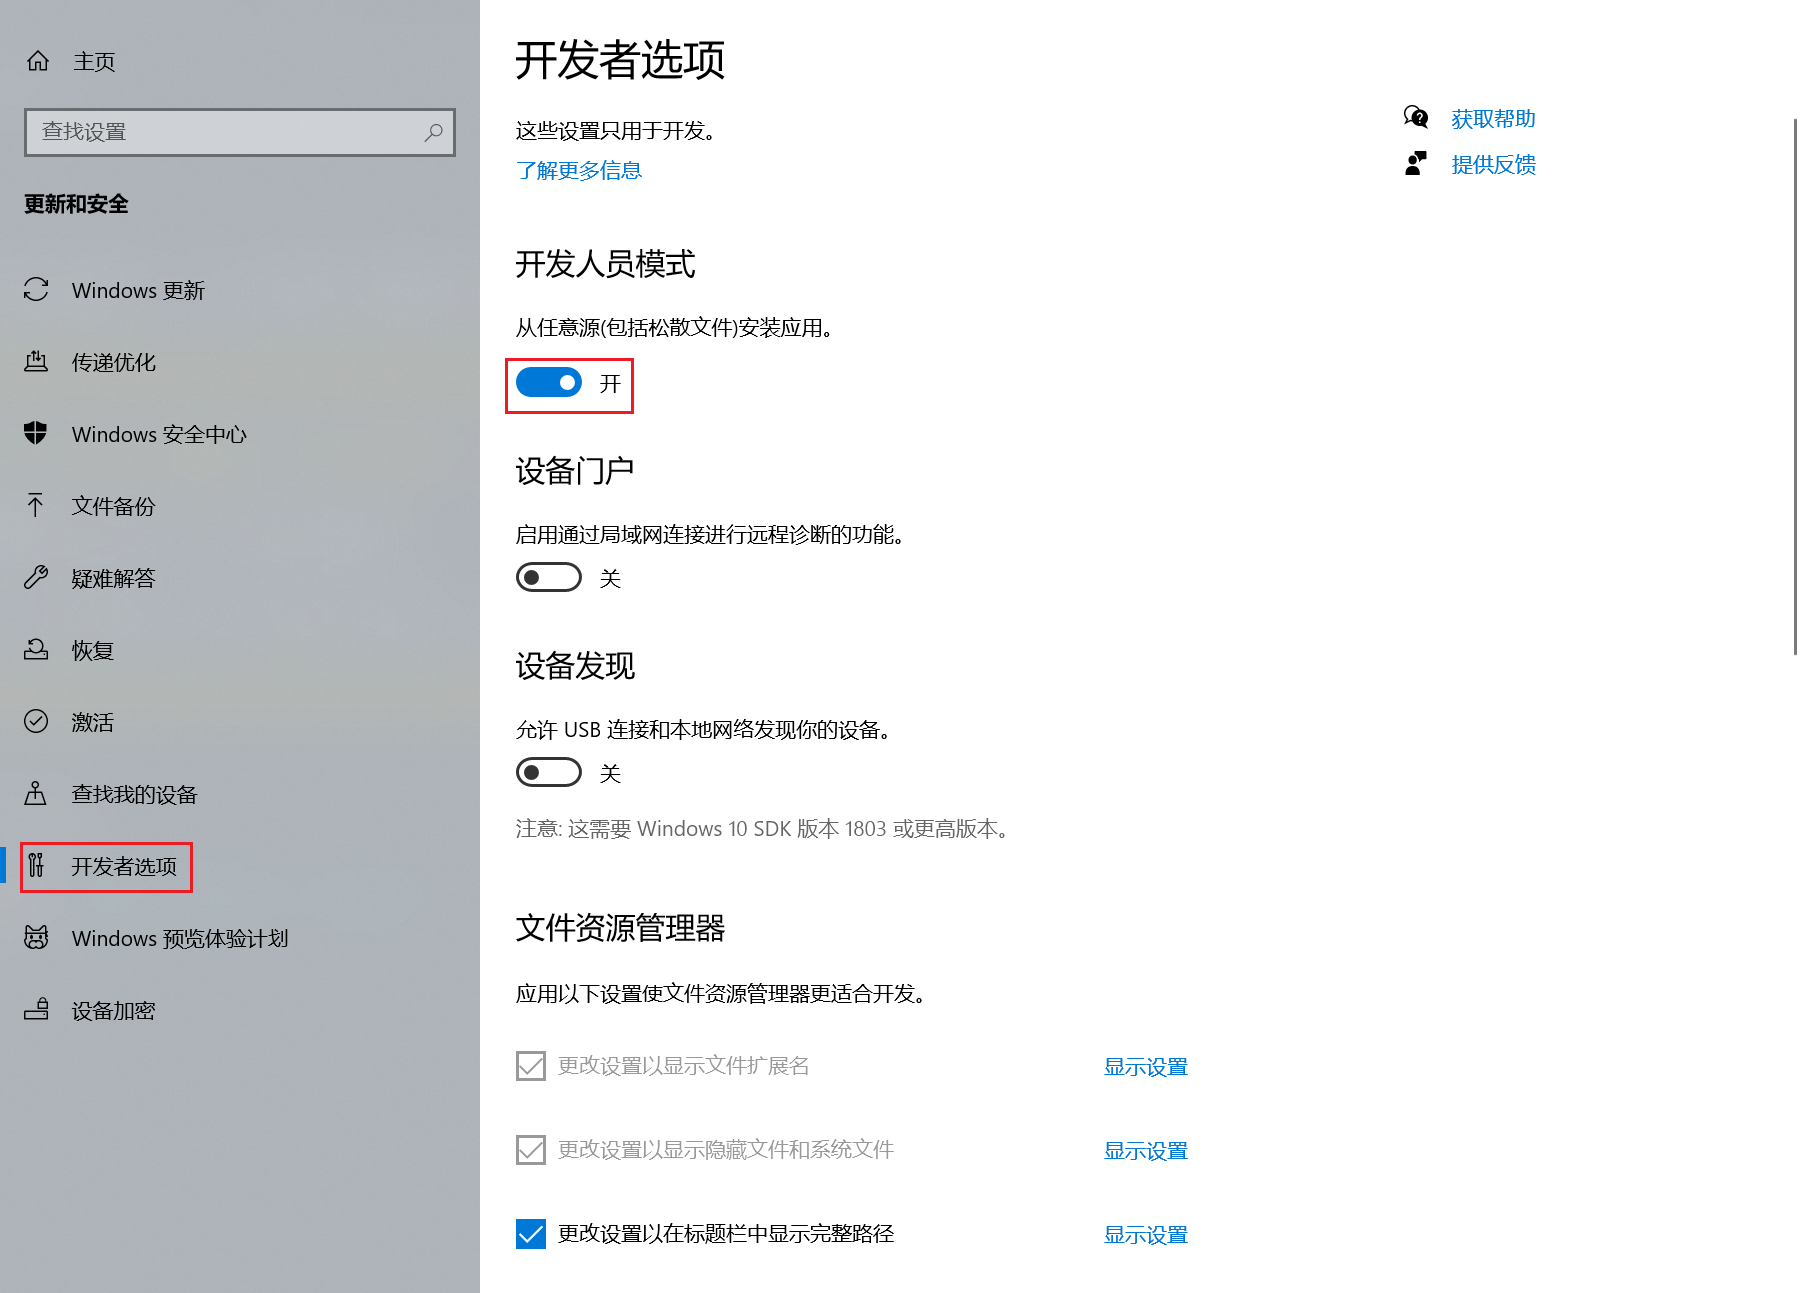 主页
查找设置
更新和安全
Windows 更新
传递优化
Windows 安全中心
文件备份
疑难解答
恢复
激活
查找我的设备
开发者选项
Windows 预览体验计划
设备加密
开发者选项
这些设置只用于开发。
了解更多信息
开发人员模式
从任意源(包括松散文件)安装应用。
开
设备门户
启用通过局域网连接进行远程诊断的功能。
关
设备发现
允许 USB 连接和本地网络发现你的设备。
关
注意: 这需要 Windows 10 SDK 版本 1803 或更高版本。
文件资源管理器
应用以下设置使文件资源管理器更适合开发。
更改设置以显示文件扩展名 显示设置
更改设置以显示隐藏文件和系统文件 显示设置
更改设置以在标题栏中显示完整路径 显示设置
获取帮助
提供反馈